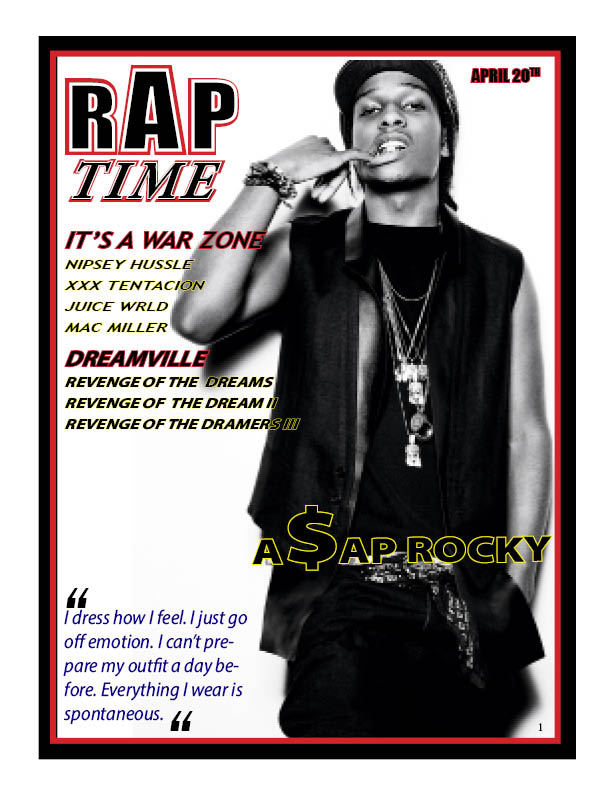 RAP
TIME
APRIL 20TH
IT'S A WAR ZONE
NIPSEY HUSSLE
XXX TENTACION
JUICE WRLD
MAC MILLER
DREAMVILLE
REVENGE OF THE DREAMS
REVENGE OF THE DREAM II
REVENGE OF THE DRAMERS III
A$AP ROCKY
“
I dress how I feel. I just go
off emotion. I can't pre-
pare my outfit a day be-
fore. Everything I wear is
spontaneous. “
1